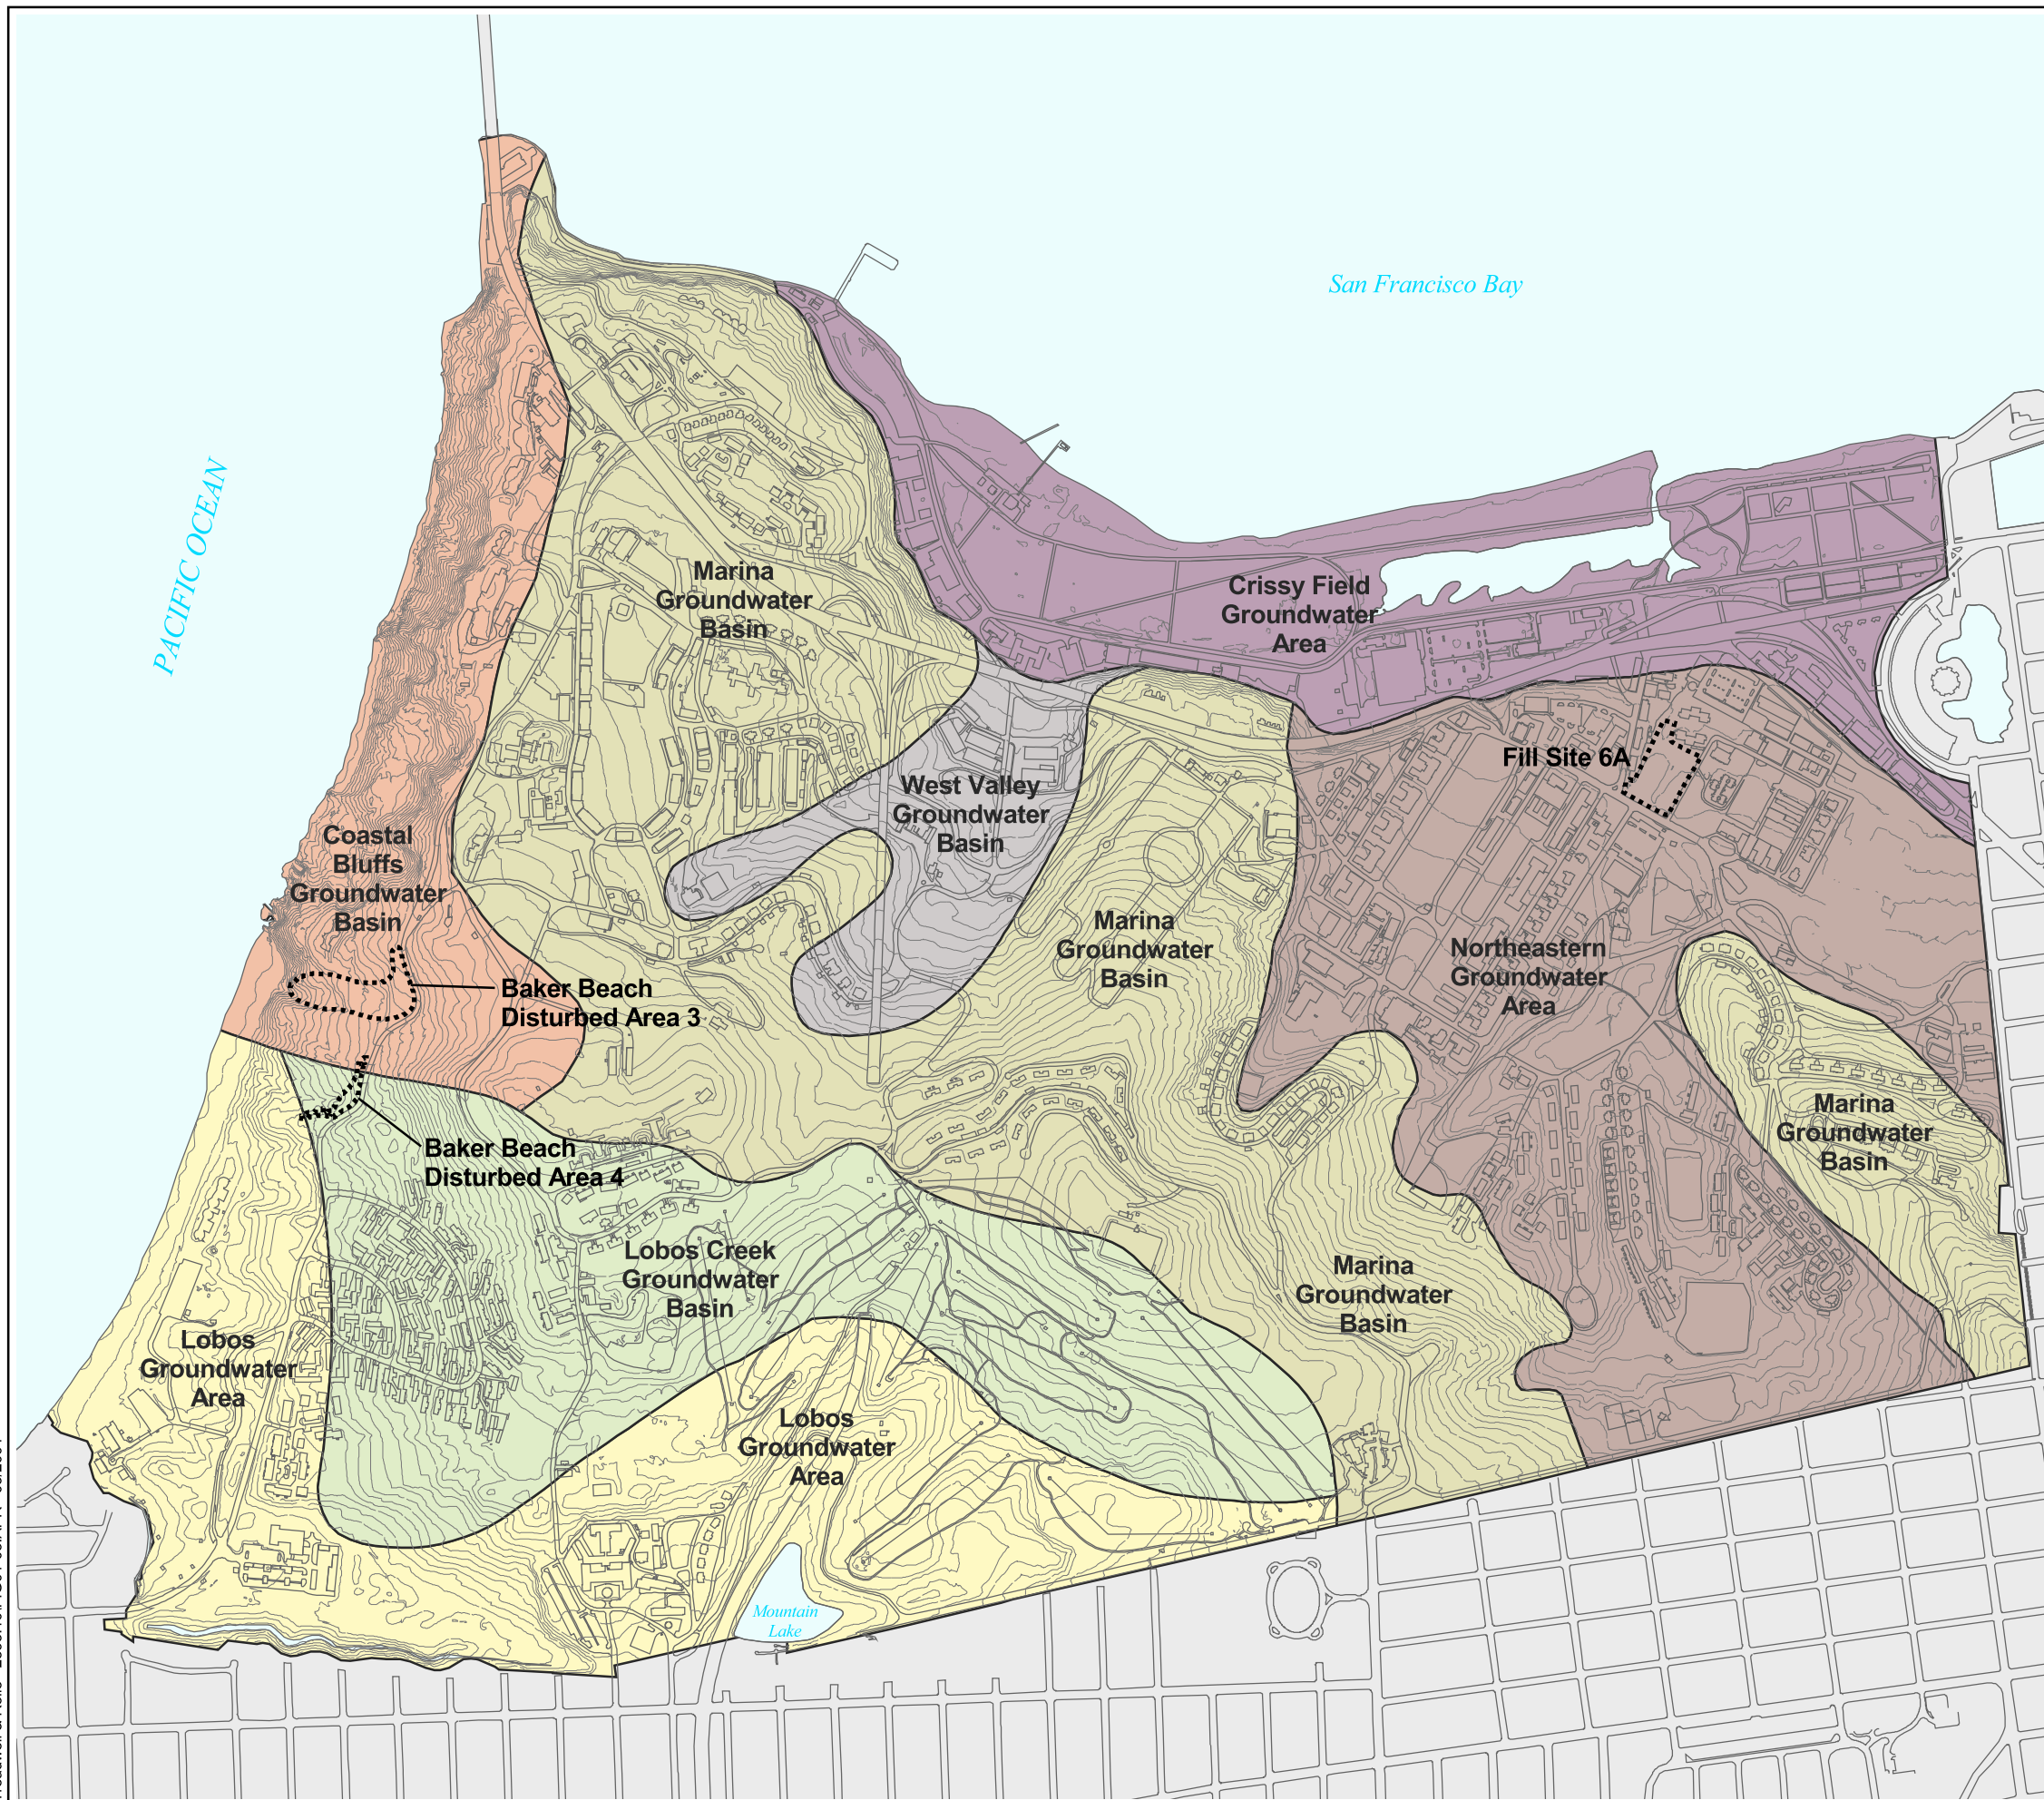 San Francisco Bay
PACIFIC OCEAN
Marina
Groundwater
Basin
Crissy Field
Groundwater
Area
West Valley
Groundwater
Basin
Fill Site 6A
Coastal
Bluffs
Groundwater
Basin
Marina
Groundwater
Basin
Northeastern
Groundwater
Area
Baker Beach
Disturbed Area 3
Marina
Groundwater
Basin
Baker Beach
Disturbed Area 4
Lobos Creek
Groundwater
Basin
Marina
Groundwater
Basin
Lobos
Groundwater
Area
Lobos
Groundwater
Area
Mountain
Lake